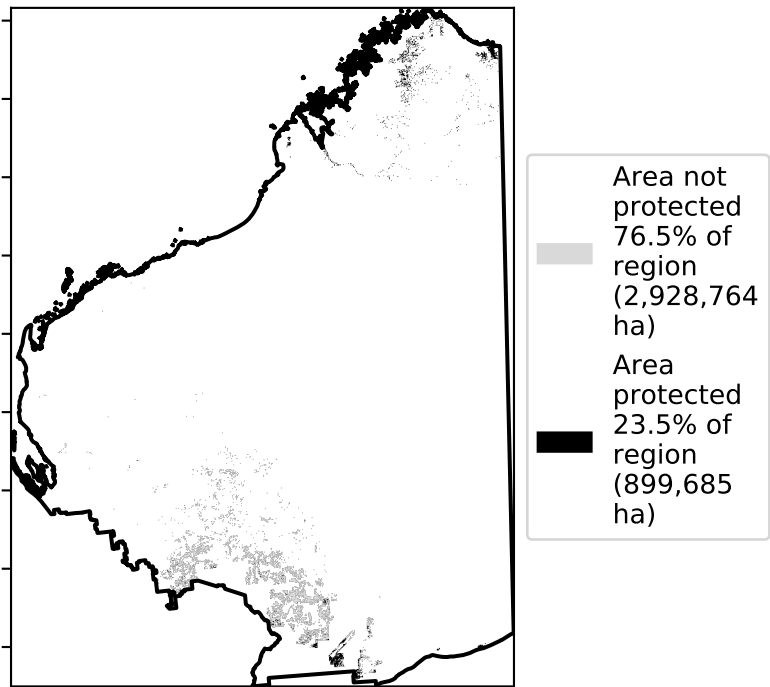 Area not
protected
76.5% of
region
(2,928,764
ha)
Area
protected
23.5% of
region
(899,685
ha)